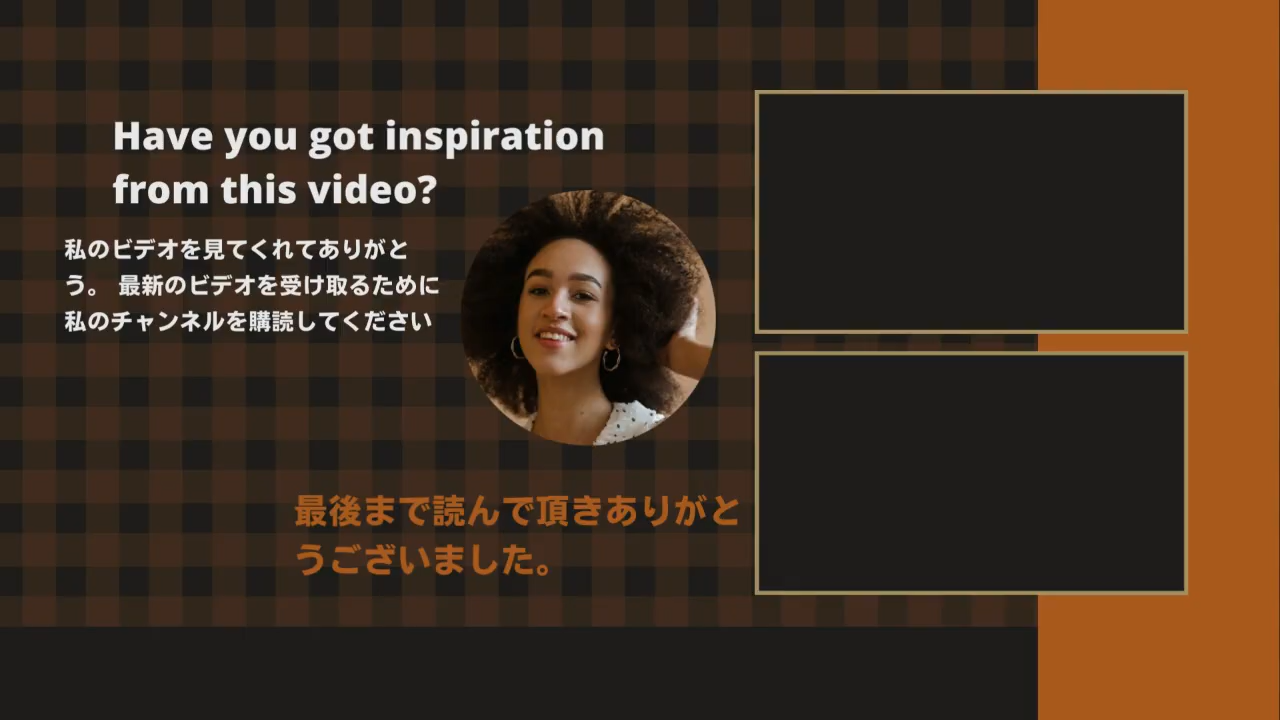 Have you got inspiration
from this video?
私のビデオを見てくれてありがと
う。 最新のビデオを受け取るために
私のチャンネルを購読してください
最後まで読んで頂きありがと
うございました。